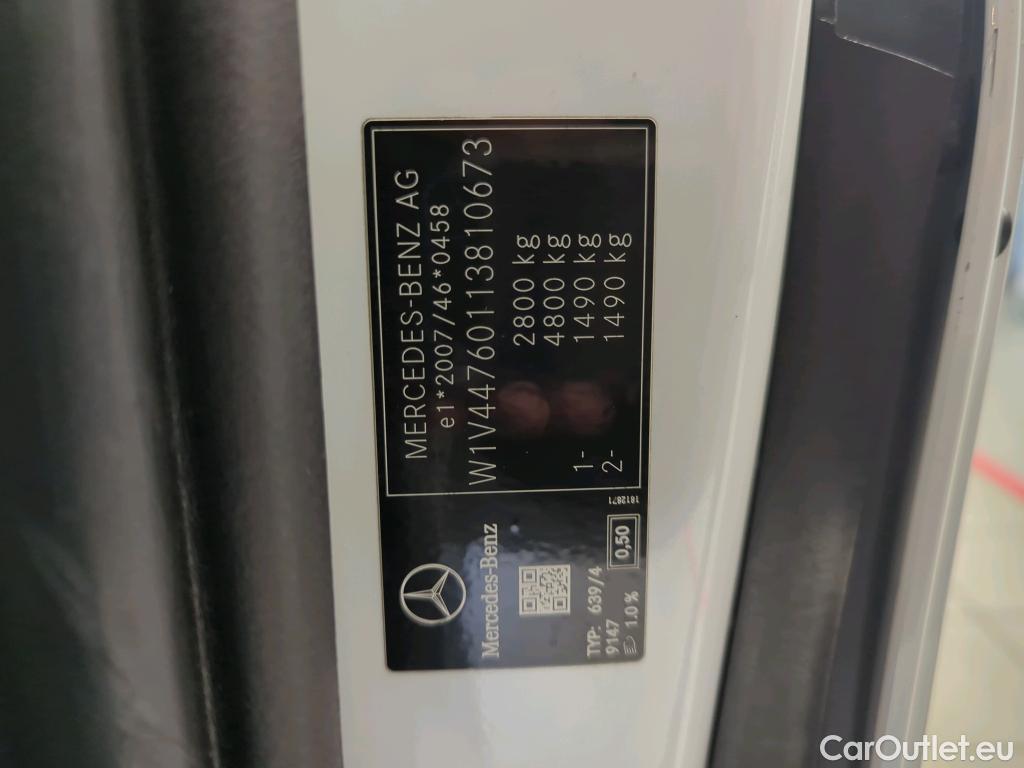 MERCEDES-BENZ AG
e1*2007/46*0458
W1V44760113810673
2800 kg
4800 kg
1- 1490 kg
2- 1490 kg
Mercedes-Benz
TYP: 639/4
9147
1.0 %
0,50
1812871
CarOutlet.eu